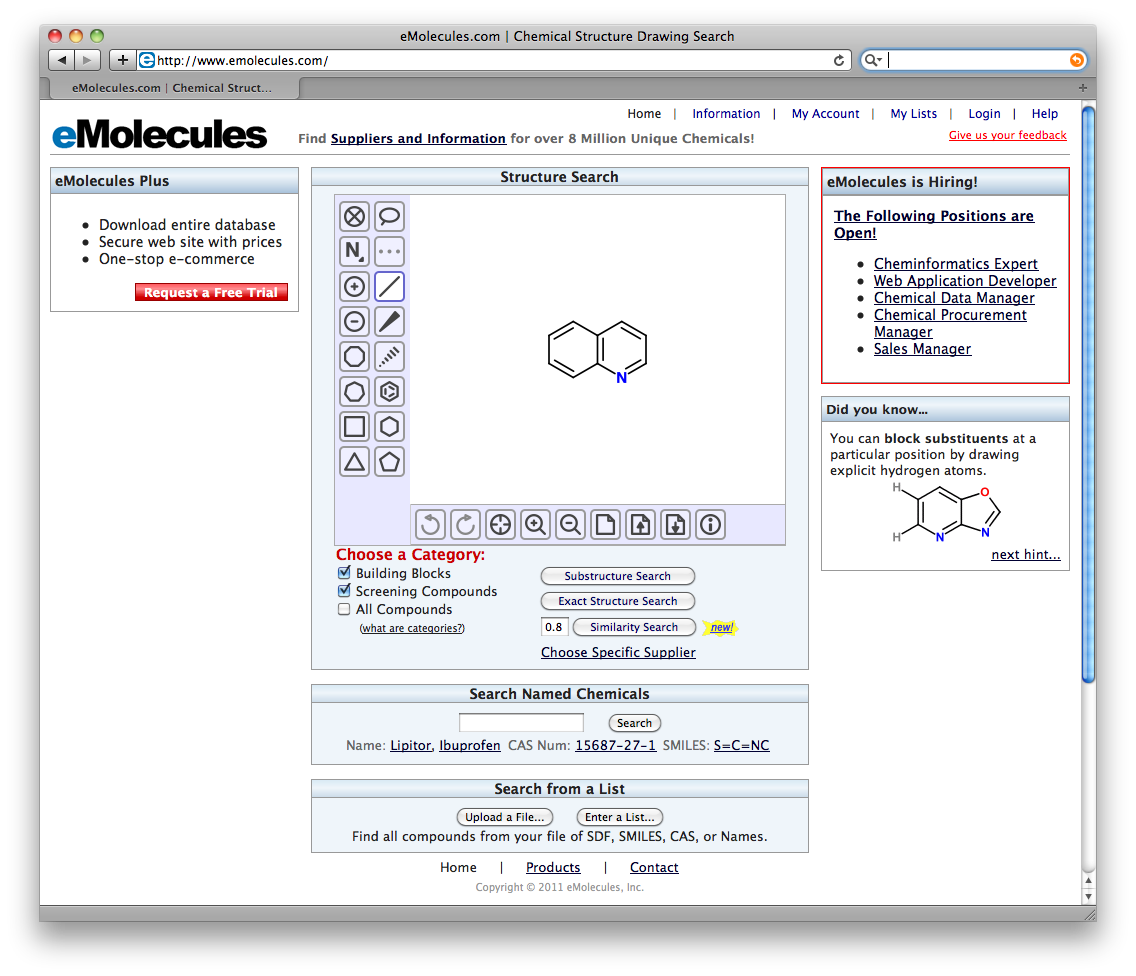 eMolecules.com | Chemical Structure Drawing Search
http://www.emolecules.com/
eMolecules.com | Chemical Struct...
Home | Information | My Account | My Lists | Login | Help
eMolecules
Find Suppliers and Information for over 8 Million Unique Chemicals!
Give us your feedback
eMolecules Plus
Download entire database
Secure web site with prices
One-stop e-commerce
Request a Free Trial
Structure Search
N
N
Choose a Category:
Building Blocks
Screening Compounds
All Compounds
(what are categories?)
Substructure Search
Exact Structure Search
0.8 Similarity Search new!
Choose Specific Supplier
Search Named Chemicals
Search
Name: Lipitor, Ibuprofen CAS Num: 15687-27-1 SMILES: S=C=NC
Search from a List
Upload a File... Enter a List...
Find all compounds from your file of SDF, SMILES, CAS, or Names.
Home | Products | Contact
Copyright © 2011 eMolecules, Inc.
eMolecules is Hiring!
The Following Positions are
Open!
Cheminformatics Expert
Web Application Developer
Chemical Data Manager
Chemical Procurement
Manager
Sales Manager
Did you know...
You can block substituents at a
particular position by drawing
explicit hydrogen atoms.
H
O
H
N
N
next hint...